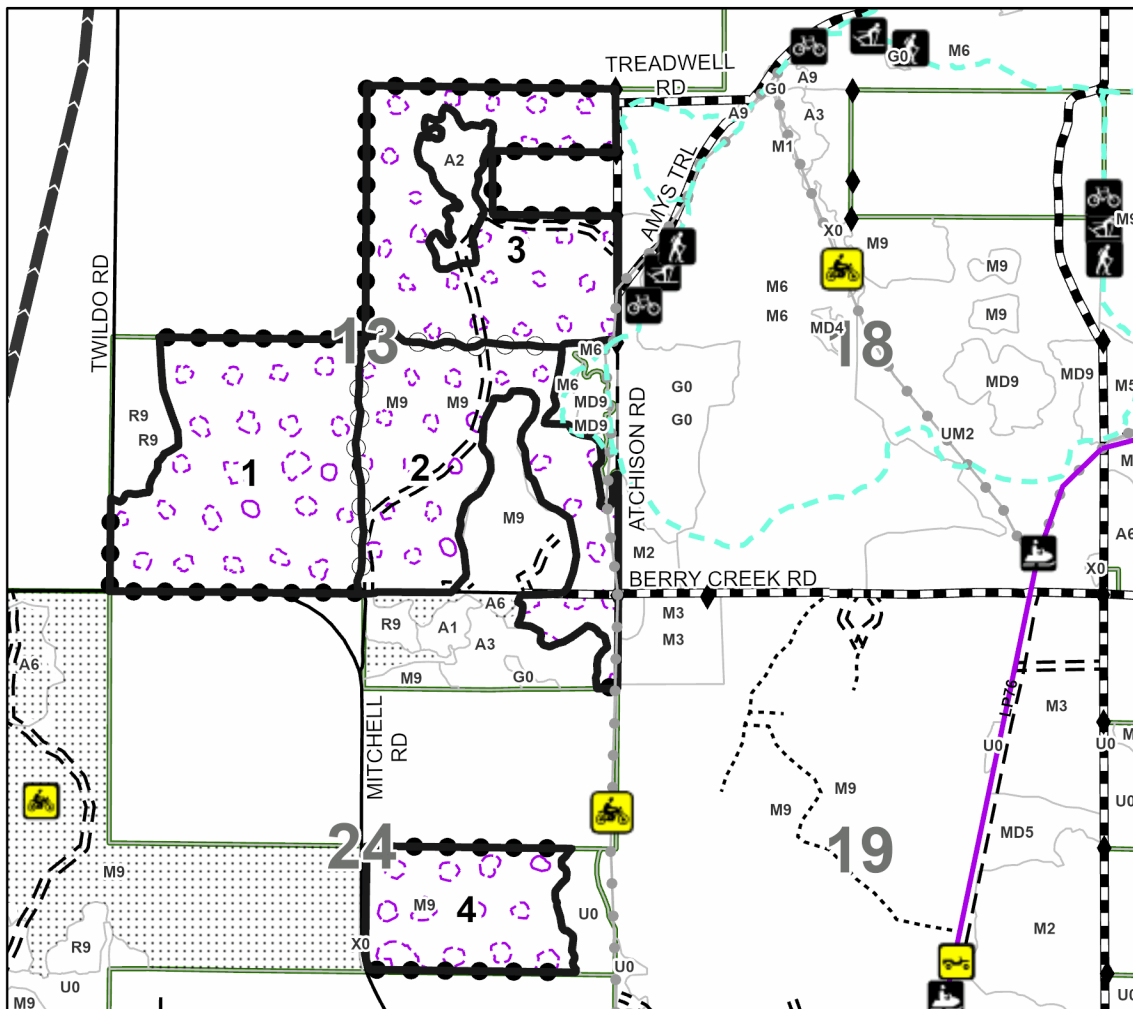 TREADWELL
RD
G0
M6
A9
G0
A9
A3
M1
A2
AMYS TRL
3
X0
M9
M9
M9
TWILDO RD
M6
M6
M9
MD4
13
18
M6
M6
MD9
MD9
G0
G0
MD9
MD9
M5
R9
R9
M9
M9
UM2
1
2
ATCHISON RD
M
M9
A6
M2
X0
BERRY CREEK RD
A6
M3
M3
R9
A1
A3
M9
G0
A6
MITCHELL
RD
LP76
M3
U0
U0
M
M9
M9
U0
MD5
24
19
M9
M9
4
U0
M2
R9
X0
U0
U0
M9
U0